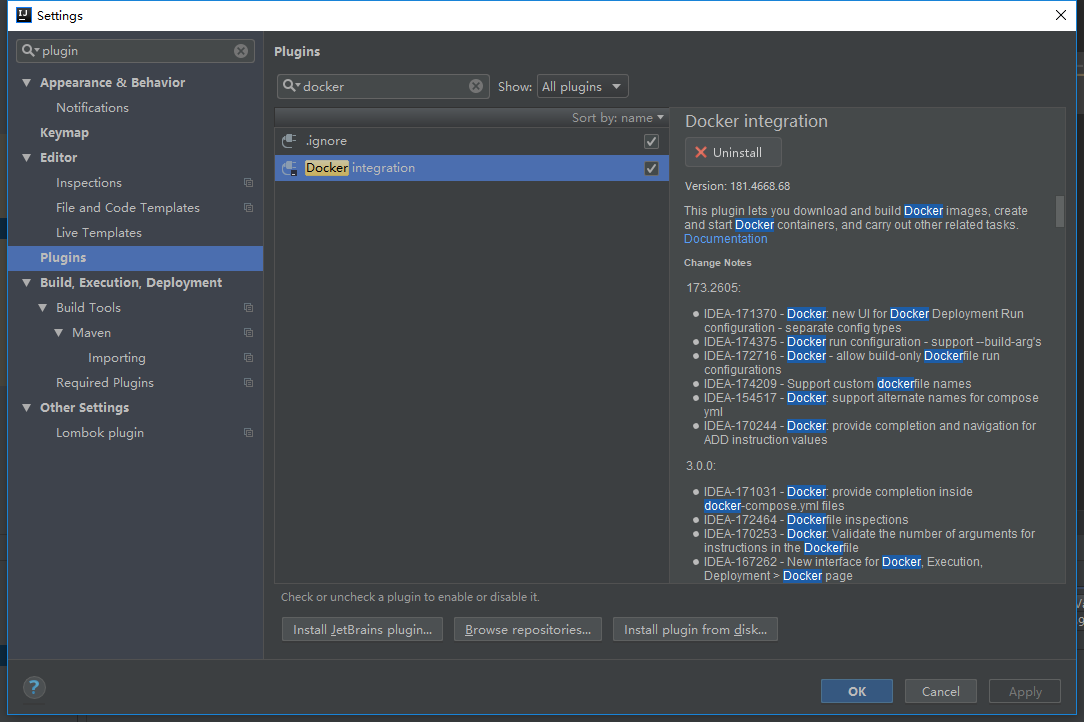 Settings
plugin
Appearance & Behavior
Notifications
Keymap
Editor
Inspections
File and Code Templates
Live Templates
Plugins
Build, Execution, Deployment
Build Tools
Maven
Importing
Required Plugins
Other Settings
Lombok plugin
Plugins
docker
Show: All plugins
Sort by: name
.ignore
Docker integration
Docker integration
Uninstall
Version: 181.4668.68
This plugin lets you download and build Docker images, create
and start Docker containers, and carry out other related tasks.
Documentation
Change Notes
173.2605:
IDEA-171370 - Docker: new UI for Docker Deployment Run
configuration - separate config types
IDEA-174375 - Docker run configuration - support --build-arg's
IDEA-172716 - Docker - allow build-only Dockerfile run
configurations
IDEA-174209 - Support custom dockerfile names
IDEA-154517 - Docker: support alternate names for compose
yml
IDEA-170244 - Docker: provide completion and navigation for
ADD instruction values
3.0.0:
IDEA-171031 - Docker: provide completion inside
docker-compose.yml files
IDEA-172464 - Dockerfile inspections
IDEA-170253 - Docker: Validate the number of arguments for
instructions in the Dockerfile
IDEA-167262 - New interface for Docker, Execution,
Deployment > Docker page
Check or uncheck a plugin to enable or disable it.
Install JetBrains plugin...
Browse repositories...
Install plugin from disk...
?
OK
Cancel
Apply